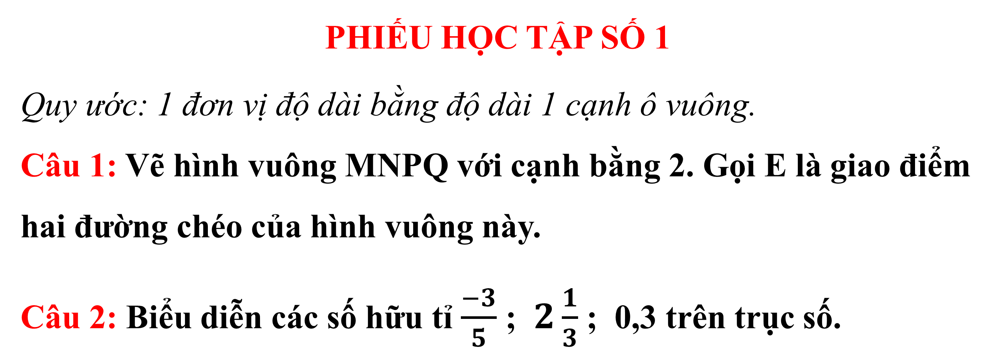 PHIẾU HỌC TẬP SỐ 1
Quy ước: 1 đơn vị độ dài bằng độ dài 1 cạnh ô vuông.
Câu 1: Vẽ hình vuông MNPQ với cạnh bằng 2. Gọi E là giao điểm
hai đường chéo của hình vuông này.
Câu 2: Biểu diễn các số hữu tỉ −3/5 ; 2 1/3 ; 0,3 trên trục số.